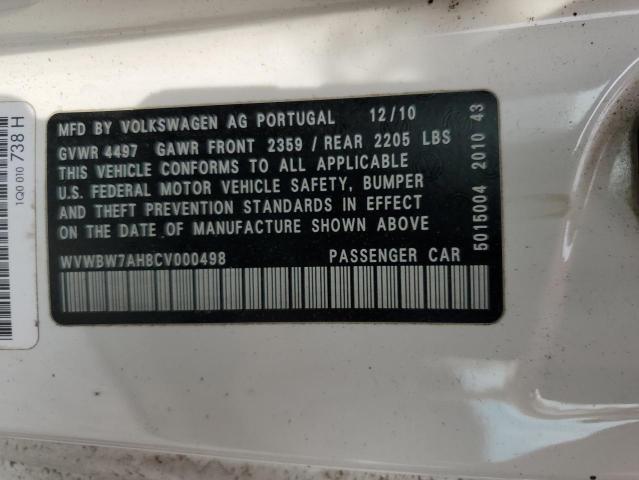 MFD BY VOLKSWAGEN AG PORTUGAL 12/10
GVWR 4497 GAWR FRONT 2359 / REAR 2205 LBS
THIS VEHICLE CONFORMS TO ALL APPLICABLE
U.S. FEDERAL MOTOR VEHICLE SAFETY, BUMPER
AND THEFT PREVENTION STANDARDS IN EFFECT
ON THE DATE OF MANUFACTURE SHOWN ABOVE
WVWBW7AH8CV000498 PASSENGER CAR
5015004 2010 43
1Q0 010 738 H